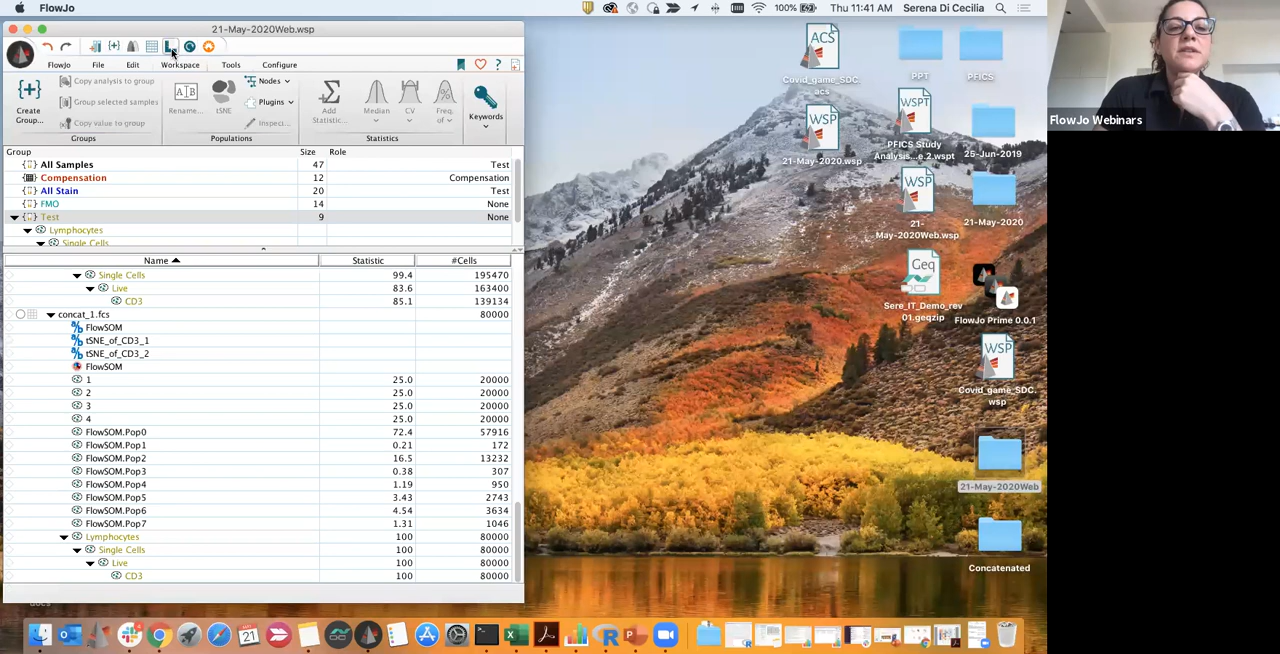 FlowJo
100%
Thu 11:41 AM
Serena Di Cecilia
21-May-2020Web.wsp
FlowJo
File
Edit
Workspace
Tools
Configure
Create
Group...
Copy analysis to group
Group selected samples
Copy value to group
Groups
Rename...
tSNE
Nodes
Plugins
Inspect...
Populations
Add
Statistic...
Median
CV
Freq.
of
Statistics
Keywords
Group Size Role
All Samples 47 Test
Compensation 12 Compensation
All Stain 20 Test
FMO 14 None
Test 9 None
Lymphocytes
Single Cells
Name Statistic #Cells
Single Cells 99.4 195470
Live 83.6 163400
CD3 85.1 139134
concat_1.fcs 80000
FlowSOM
tSNE_of_CD3_1
tSNE_of_CD3_2
FlowSOM
1 25.0 20000
2 25.0 20000
3 25.0 20000
4 25.0 20000
FlowSOM.Pop0 72.4 57916
FlowSOM.Pop1 0.21 172
FlowSOM.Pop2 16.5 13232
FlowSOM.Pop3 0.38 307
FlowSOM.Pop4 1.19 950
FlowSOM.Pop5 3.43 2743
FlowSOM.Pop6 4.54 3634
FlowSOM.Pop7 1.31 1046
Lymphocytes 100 80000
Single Cells 100 80000
Live 100 80000
CD3 100 80000
ACS
Covid_game_SDC.
acs
PPT
PFICS
WSP
21-May-2020.wsp
WSPT
PFICS Study
Analysis...e.2.wspt
25-Jun-2019
WSP
21-
May-2020Web.wsp
21-May-2020
Geq
Sere_IT_Demo_rev
01.geqzip
FlowJo Prime 0.0.1
WSP
Covid_game_SDC.
wsp
21-May-2020Web
Concatenated
docs
21
FlowJo Webinars